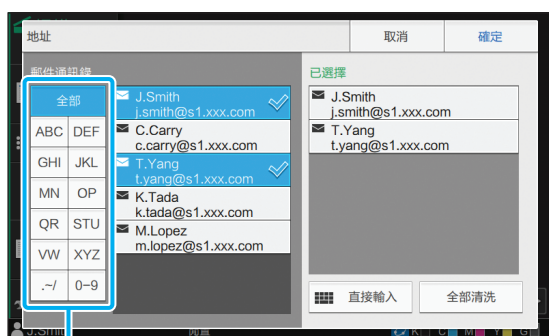 地址
取消
確定
郵件通訊錄
已選擇
全部
ABC DEF
GHI JKL
MN OP
QR STU
VW XYZ
.~/ 0-9
J.Smith
j.smith@s1.xxx.com
C.Carry
c.carry@s1.xxx.com
T.Yang
t.yang@s1.xxx.com
K.Tada
k.tada@s1.xxx.com
M.Lopez
m.lopez@s1.xxx.com
J.Smith
j.smith@s1.xxx.com
T.Yang
t.yang@s1.xxx.com
直接輸入
全部清洗
J.Smith
K C M Y G